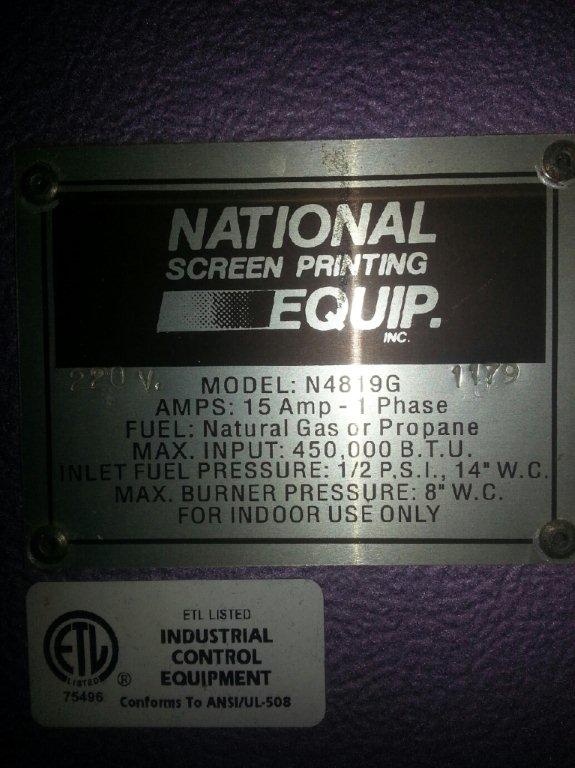 NATIONAL
SCREEN PRINTING
EQUIP.
INC.
220 V. MODEL: N4819G 1179
AMPS: 15 Amp - 1 Phase
FUEL: Natural Gas or Propane
MAX. INPUT: 450,000 B.T.U.
INLET FUEL PRESSURE: 1/2 P.S.I., 14" W.C.
MAX. BURNER PRESSURE: 8" W.C.
FOR INDOOR USE ONLY
ETL LISTED
INDUSTRIAL
CONTROL
EQUIPMENT
Conforms To ANSI/UL-508
ETL
LISTED
®
75496